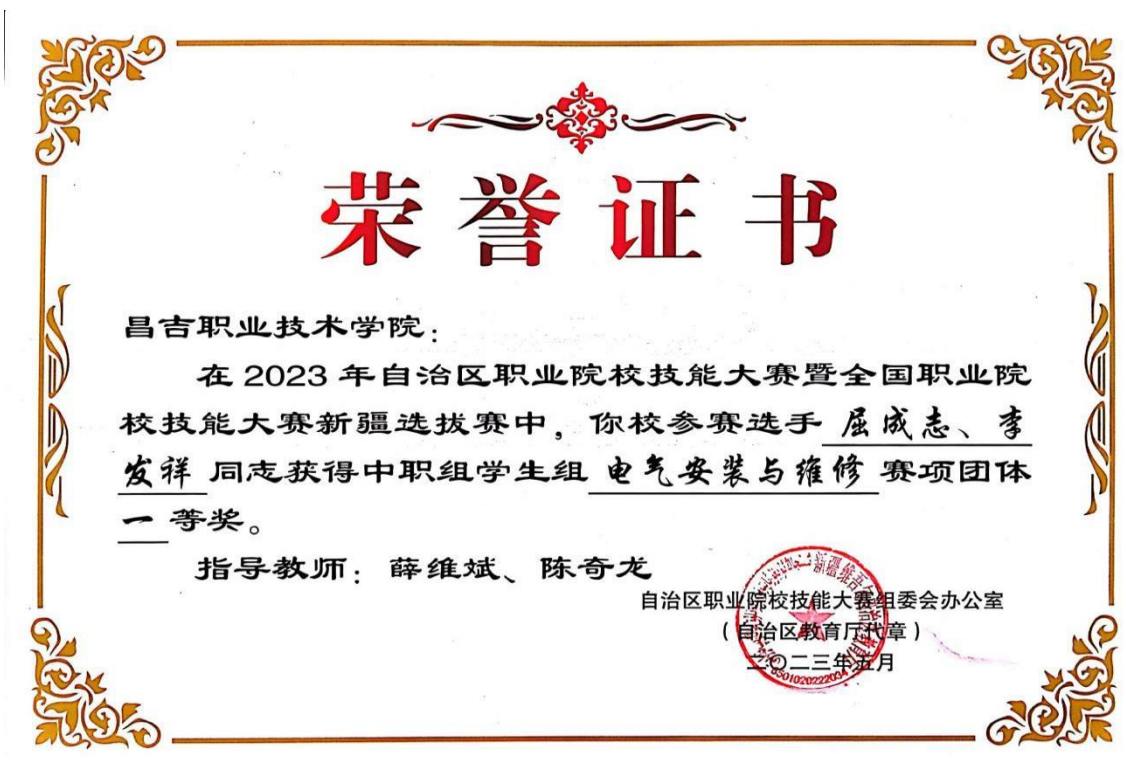 荣誉证书
昌吉职业技术学院：
在 2023 年自治区职业院校技能大赛暨全国职业院
校技能大赛新疆选拔赛中，你校参赛选手 屈成志、李
发祥 同志获得中职组学生组 电气安装与维修 赛项团体
一 等奖。
指导教师：薛维斌、陈奇龙
自治区职业院校技能大赛组委会办公室
（自治区教育厅代章）
二〇二三年五月